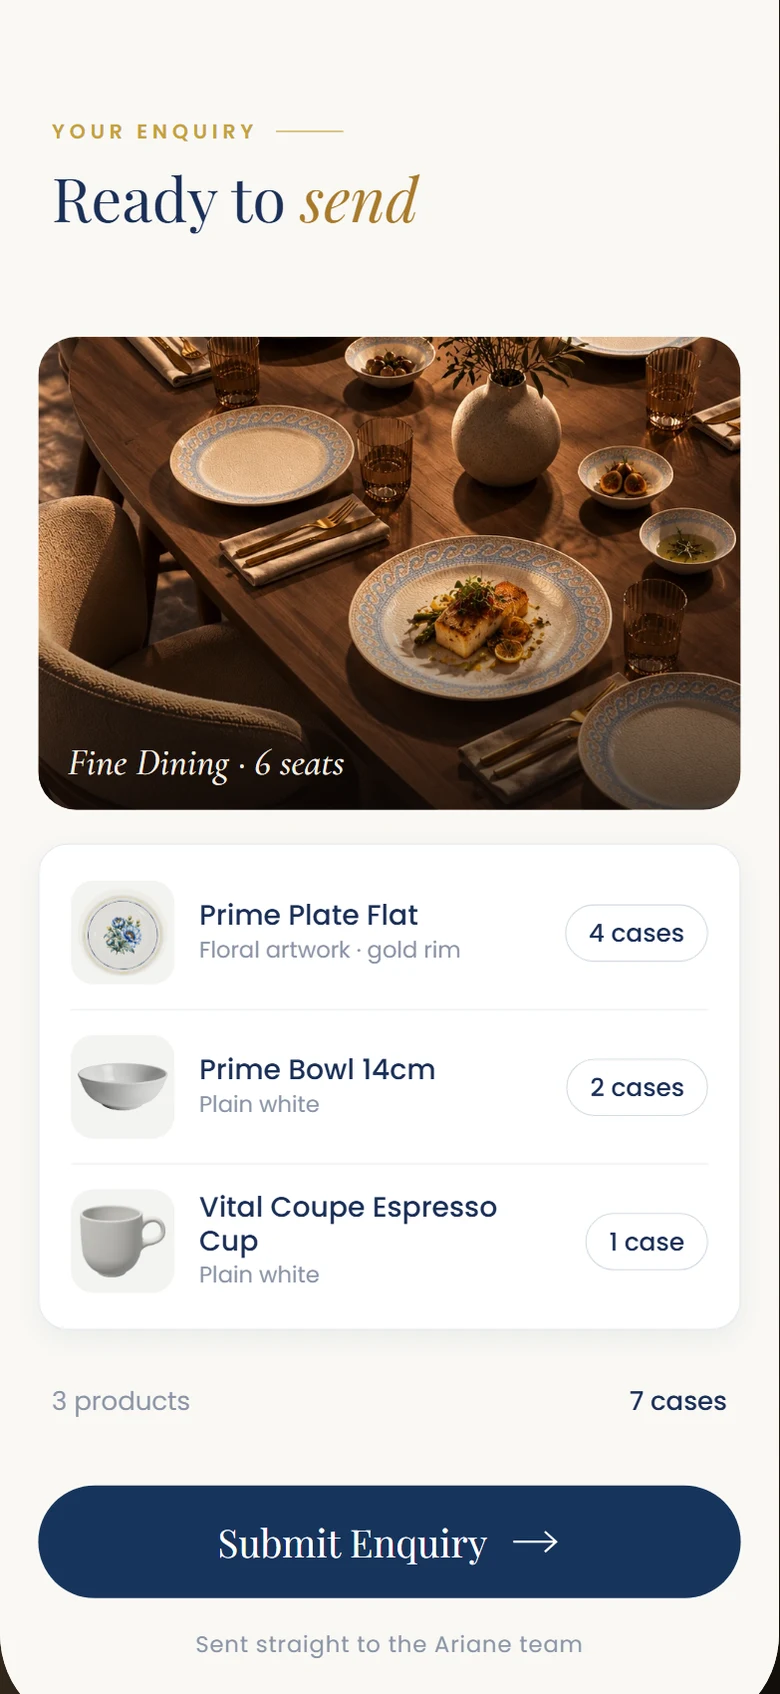 YOUR ENQUIRY
Ready to send
Fine Dining · 6 seats
Prime Plate Flat
Floral artwork · gold rim
4 cases
Prime Bowl 14cm
Plain white
2 cases
Vital Coupe Espresso
Cup
Plain white
1 case
3 products
7 cases
Submit Enquiry →
Sent straight to the Ariane team